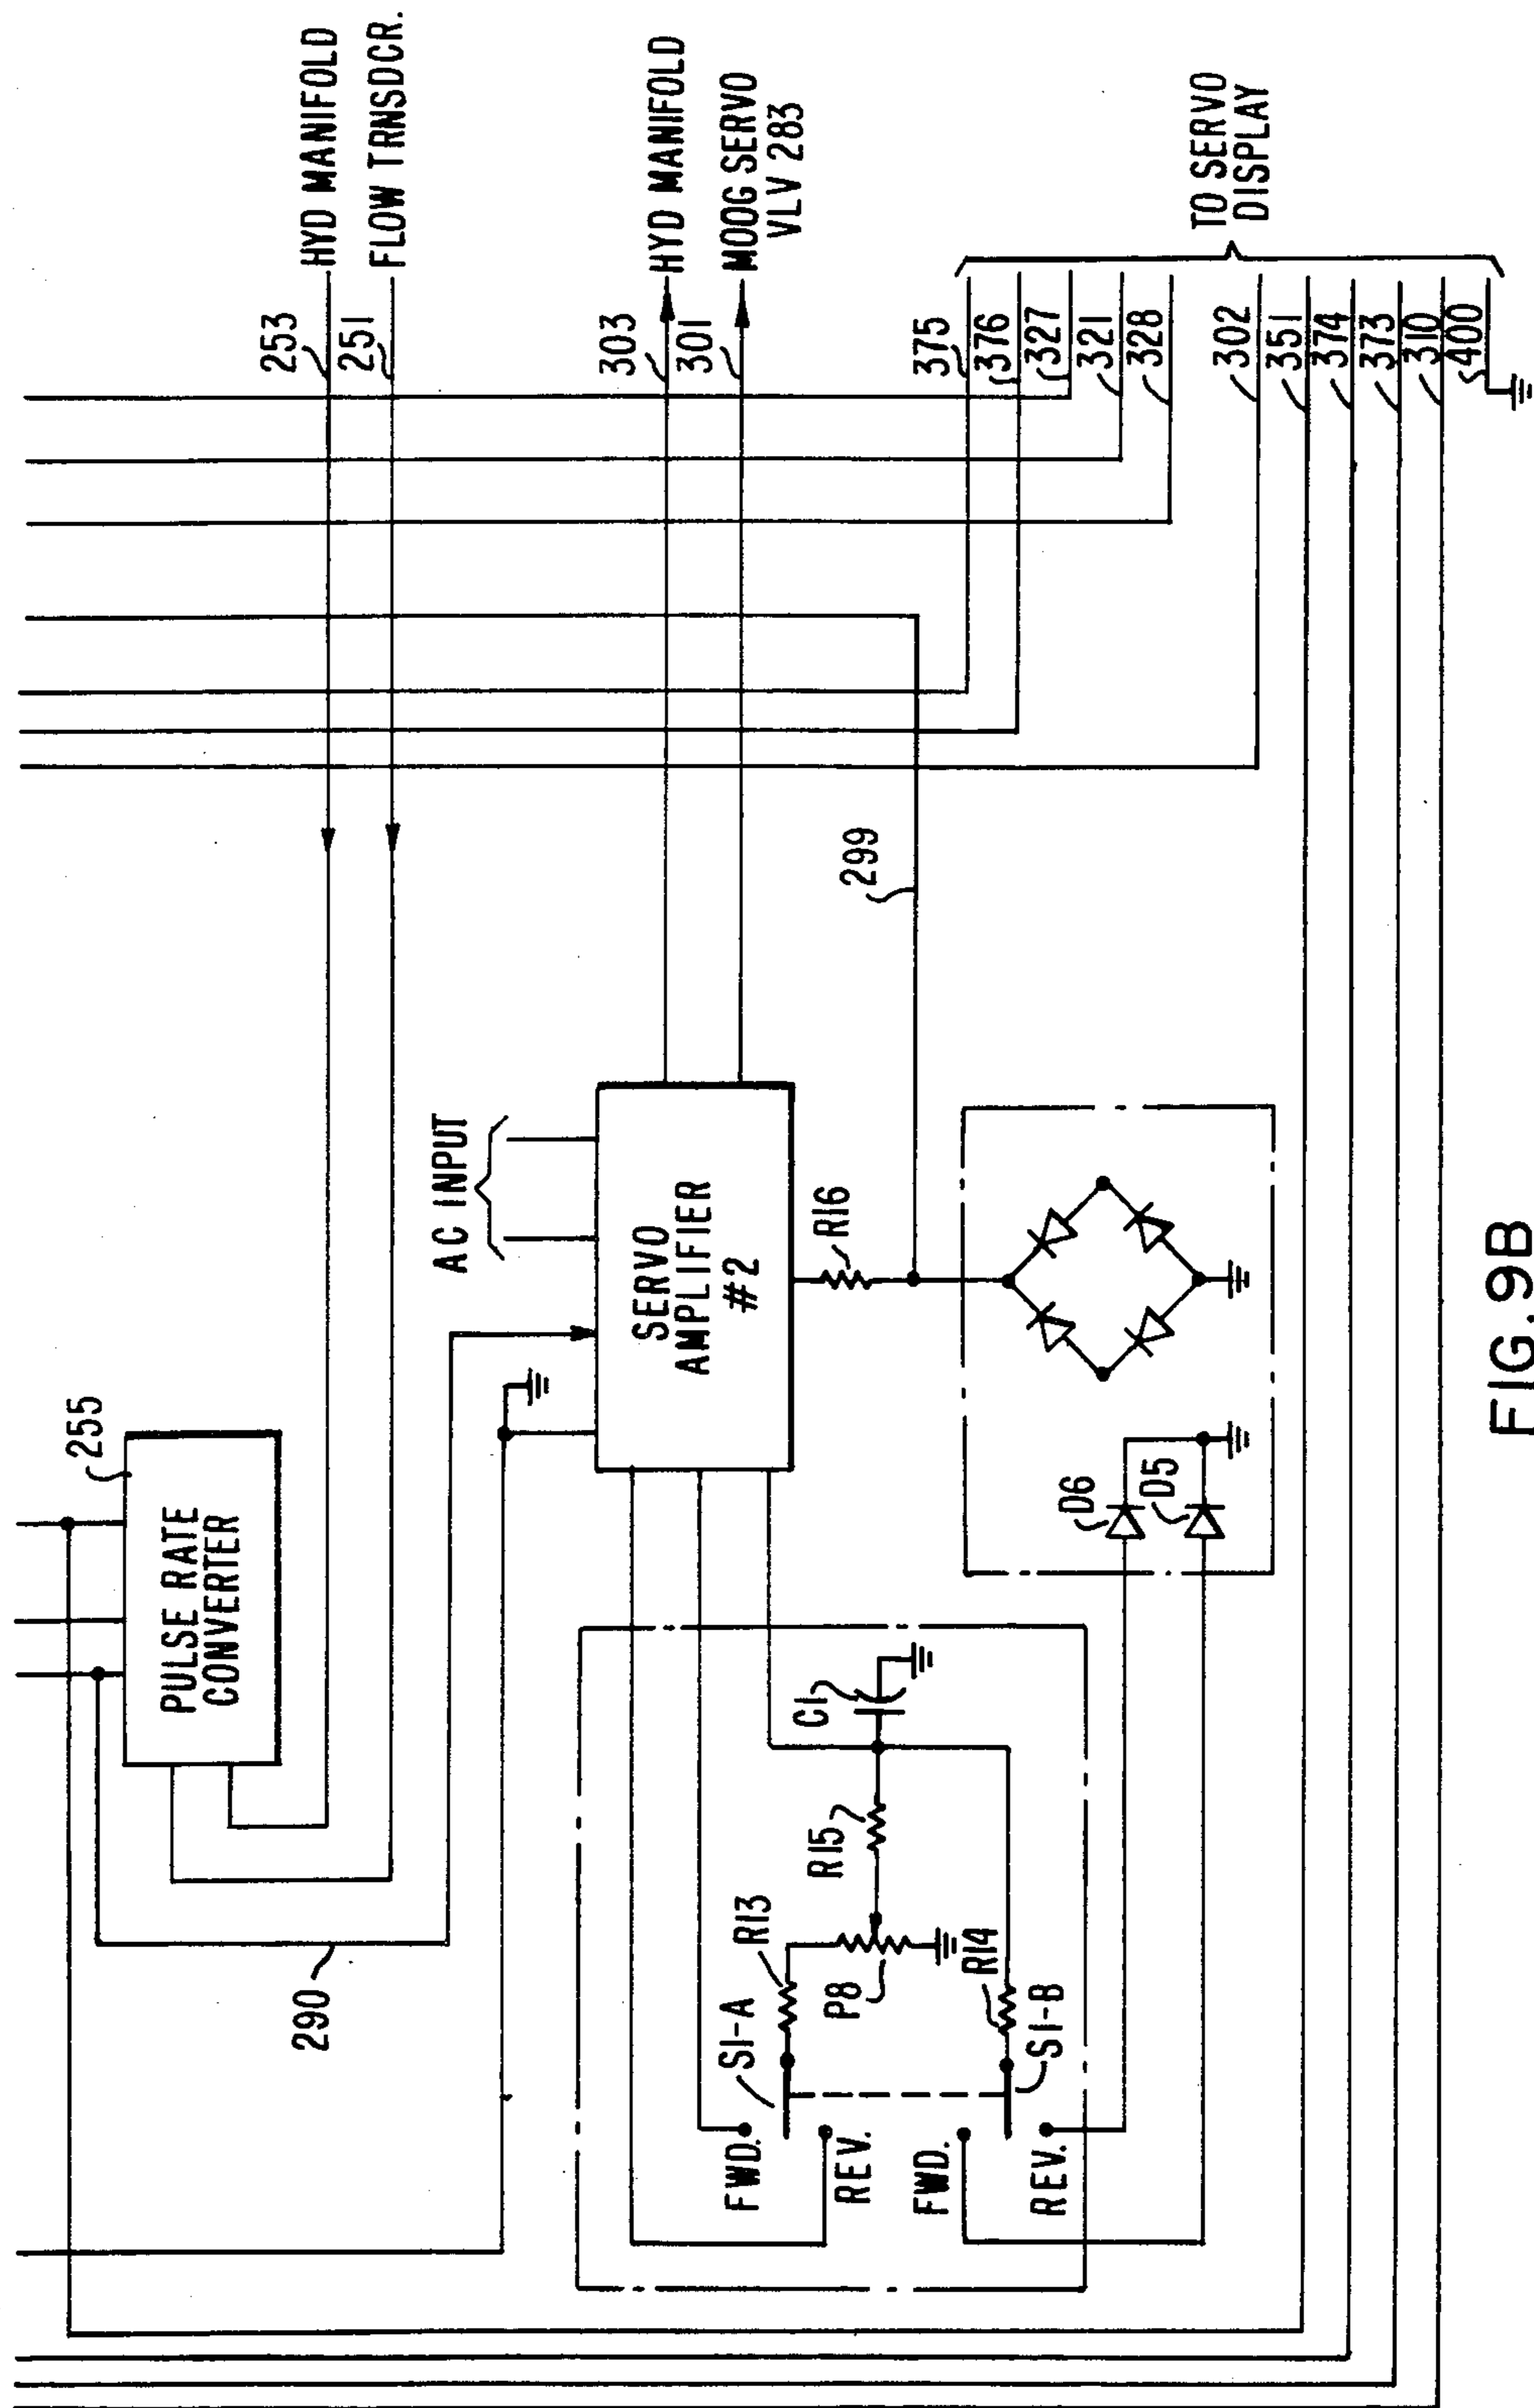 HYD MANIFOLD
253
FLOW TRNSDCR.
251
HYD MANIFOLD
303
MOOG SERVO
VLV 283
301
375
376
327
321
328
302
351
374
373
310
400
TO SERVO
DISPLAY
299
AC INPUT
SERVO
AMPLIFIER
#2
R16
255
PULSE RATE
CONVERTER
290
D6
D5
C1
R15
R13
P8
R14
S1-A
S1-B
FWD.
REV.
FWD.
REV.
FIG. 9B